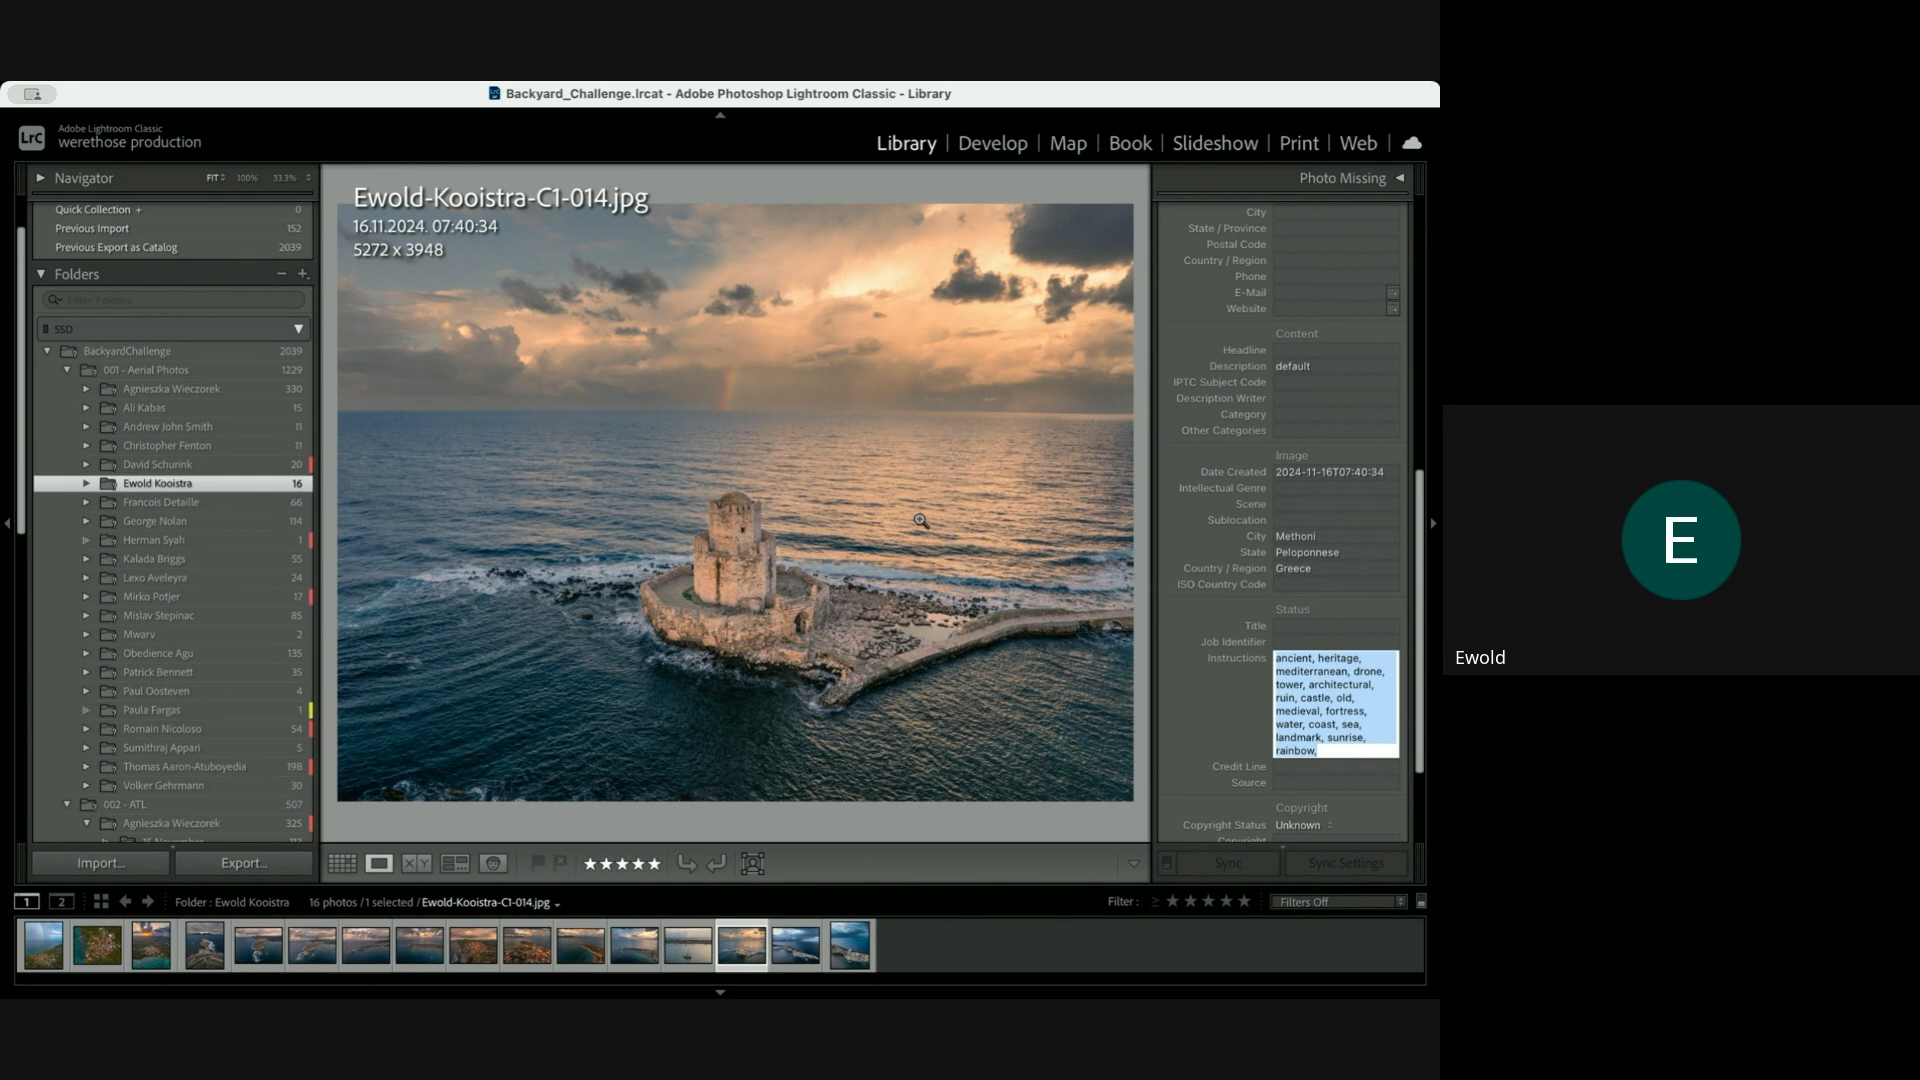 Backyard_Challenge.lrcat - Adobe Photoshop Lightroom Classic - Library
LrC
Adobe Lightroom Classic
werethose production
Library | Develop | Map | Book | Slideshow | Print | Web |
Navigator FIT 100% 33.3%
Quick Collection + 0
Previous Import 152
Previous Export as Catalog 2039
Folders
Filter Folders
SSD
BackyardChallenge 2039
001 - Aerial Photos 1229
Agnieszka Wieczorek 330
Ali Kabas 15
Andrew John Smith 11
Christopher Fenton 11
David Schurink 20
Ewold Kooistra 16
Francois Detaille 66
George Nolan 114
Herman Syah 1
Kalada Briggs 55
Lexo Aveleyra 24
Mirko Potjer 17
Mislav Stepinac 85
Mwarv 2
Obedience Agu 135
Patrick Bennett 35
Paul Oosteven 4
Paula Fargas 1
Romain Nicoloso 54
Sumithraj Appari 5
Thomas Aaron-Atuboyedia 198
Volker Gehrmann 30
002 - ATL 507
Agnieszka Wieczorek 325
Import... Export...
Ewold-Kooistra-C1-014.jpg
16.11.2024. 07:40:34
5272 x 3948
Photo Missing
City
State / Province
Postal Code
Country / Region
Phone
E-Mail
Website
Content
Headline
Description default
IPTC Subject Code
Description Writer
Category
Other Categories
Image
Date Created 2024-11-16T07:40:34
Intellectual Genre
Scene
Sublocation
City Methoni
State Peloponnese
Country / Region Greece
ISO Country Code
Status
Title
Job Identifier
Instructions ancient, heritage,
mediterranean, drone,
tower, architectural,
ruin, castle, old,
medieval, fortress,
water, coast, sea,
landmark, sunrise,
rainbow,
Credit Line
Source
Copyright
Copyright Status Unknown
Sync Sync Settings
1 2 Folder : Ewold Kooistra 16 photos / 1 selected / Ewold-Kooistra-C1-014.jpg
Filter : Filters Off
E
Ewold